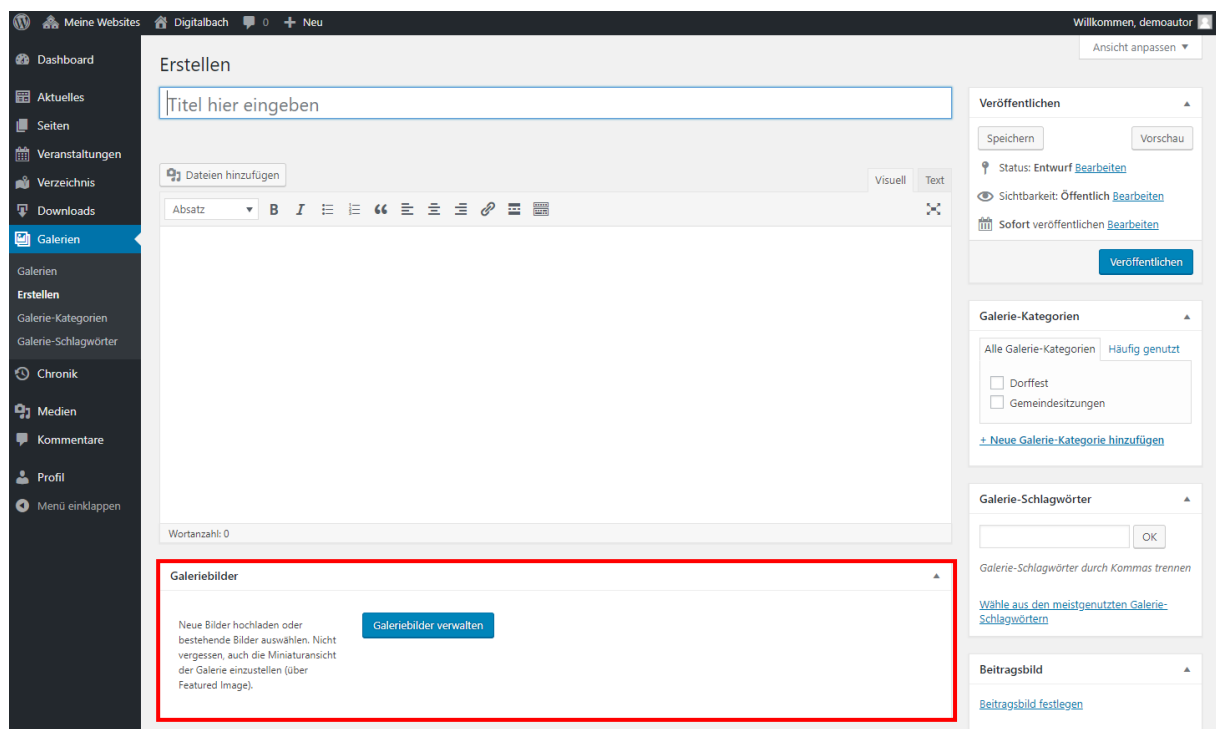 Meine Websites Digitalbach 0 Neu Willkommen, demoautor
Ansicht anpassen
Dashboard
Aktuelles
Seiten
Veranstaltungen
Verzeichnis
Downloads
Galerien
Galerien
Erstellen
Galerie-Kategorien
Galerie-Schlagwörter
Chronik
Medien
Kommentare
Profil
Menü einklappen
Erstellen
Titel hier eingeben
Dateien hinzufügen
Visuell Text
Absatz B I
Wortanzahl: 0
Galeriebilder
Neue Bilder hochladen oder
bestehende Bilder auswählen. Nicht
vergessen, auch die Miniaturansicht
der Galerie einzustellen (über
Featured Image).
Galeriebilder verwalten
Veröffentlichen
Speichern Vorschau
Status: Entwurf Bearbeiten
Sichtbarkeit: Öffentlich Bearbeiten
Sofort veröffentlichen Bearbeiten
Veröffentlichen
Galerie-Kategorien
Alle Galerie-Kategorien Häufig genutzt
Dorffest
Gemeindesitzungen
+ Neue Galerie-Kategorie hinzufügen
Galerie-Schlagwörter
OK
Galerie-Schlagwörter durch Kommas trennen
Wähle aus den meistgenutzten Galerie-
Schlagwörtern
Beitragsbild
Beitragsbild festlegen